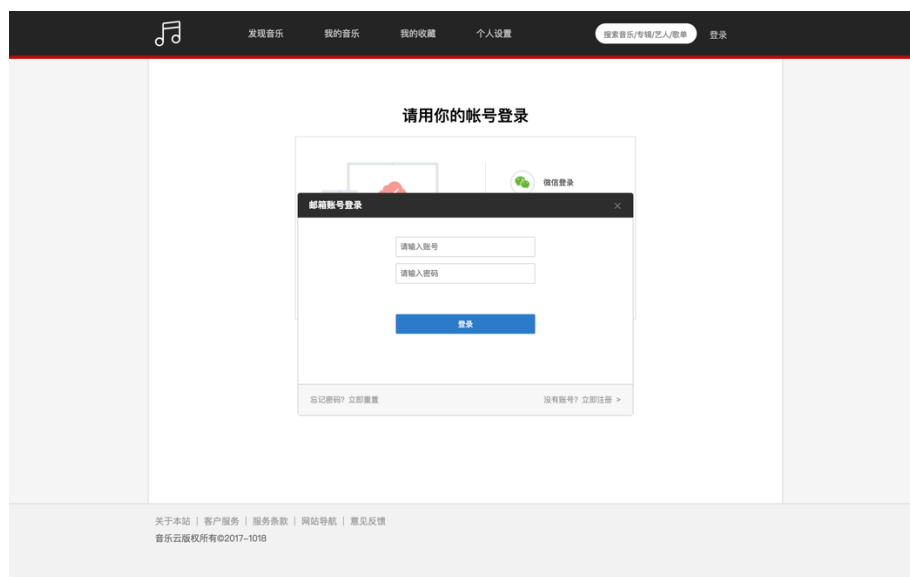 发现音乐 我的音乐 我的收藏 个人设置 搜索音乐/专辑/艺人/歌单 登录
请用你的帐号登录
微信登录
邮箱账号登录 ×
请输入账号
请输入密码
登录
忘记密码? 立即重置 没有账号? 立即注册 >
关于本站 | 客户服务 | 服务条款 | 网站导航 | 意见反馈
音乐云版权所有©2017-1018